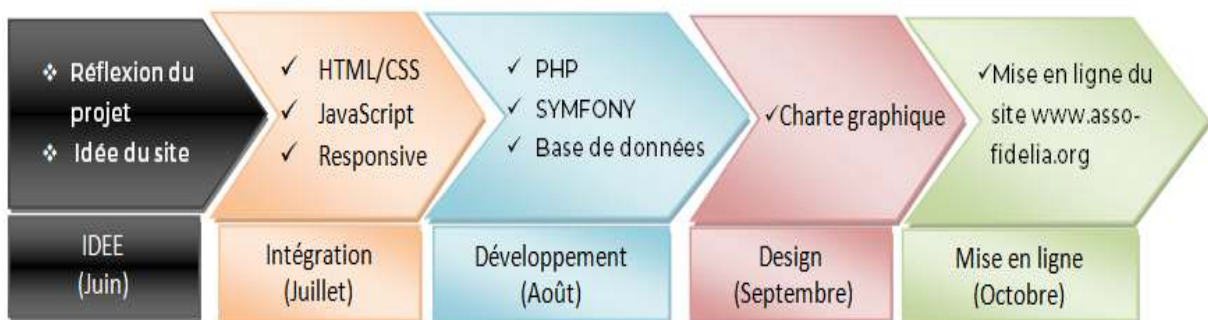 ❖ Réflexion du
projet
❖ Idée du site
✓ HTML/CSS
✓ JavaScript
✓ Responsive
✓ PHP
✓ SYMFONY
✓ Base de données
✓Charte graphique
✓Mise en ligne du
site www.asso-
fidelia.org
IDEE
(Juin)
Intégration
(Juillet)
Développement
(Août)
Design
(Septembre)
Mise en ligne
(Octobre)